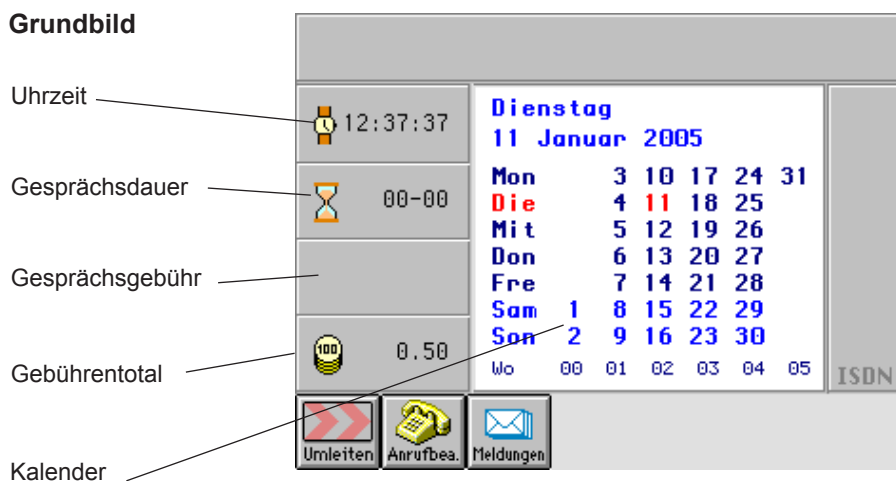 Grundbild
Uhrzeit
Gesprächsdauer
Gesprächsgebühr
Gebührentotal
Kalender
12:37:37
00-00
100
0.50
Dienstag
11 Januar 2005
Mon 3 10 17 24 31
Die 4 11 18 25
Mit 5 12 19 26
Don 6 13 20 27
Fre 7 14 21 28
Sam 1 8 15 22 29
Son 2 9 16 23 30
Wo 00 01 02 03 04 05
ISDN
Umleiten Anrufbea. Meldungen